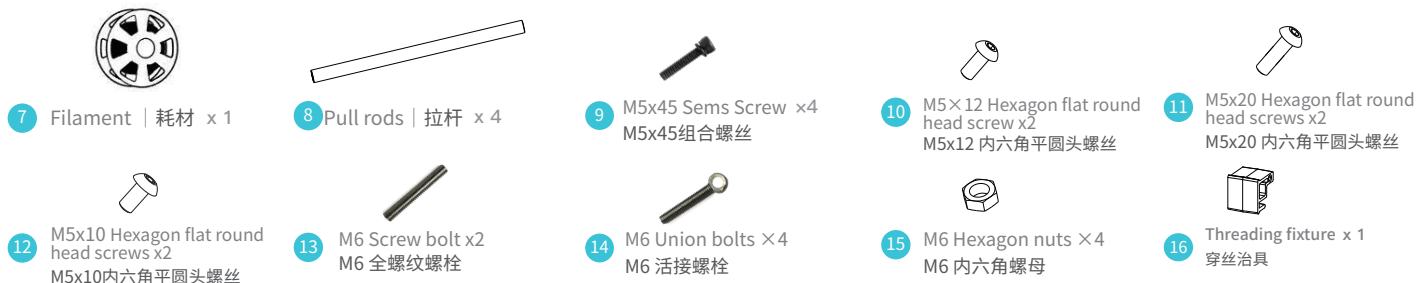 7 Filament | 耗材 x 1
8 Pull rods | 拉杆 x 4
9 M5x45 Sems Screw ×4
M5x45组合螺丝
10 M5×12 Hexagon flat round
head screw x2
M5x12 内六角平圆头螺丝
11 M5x20 Hexagon flat round
head screws x2
M5x20 内六角平圆头螺丝
12 M5x10 Hexagon flat round
head screws x2
M5x10内六角平圆头螺丝
13 M6 Screw bolt x2
M6 全螺纹螺栓
14 M6 Union bolts ×4
M6 活接螺栓
15 M6 Hexagon nuts ×4
M6 内六角螺母
16 Threading fixture x 1
穿丝治具